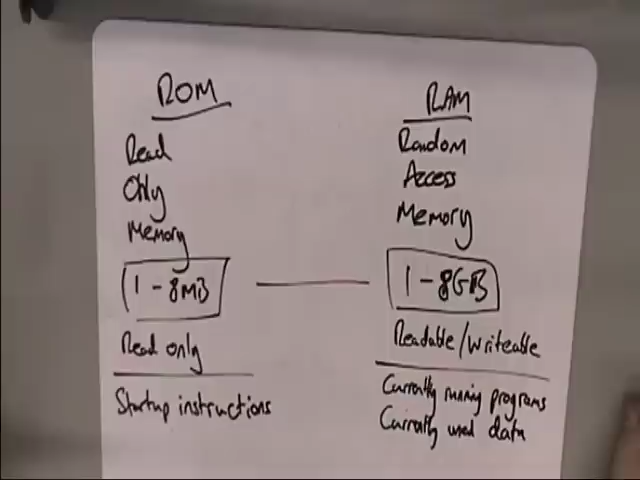 ROM
Read
Only
Memory
1 - 8MB
Read only
Startup instructions
RAM
Random
Access
Memory
1 - 8GB
Readable/Writeable
Currently running programs
Currently used data